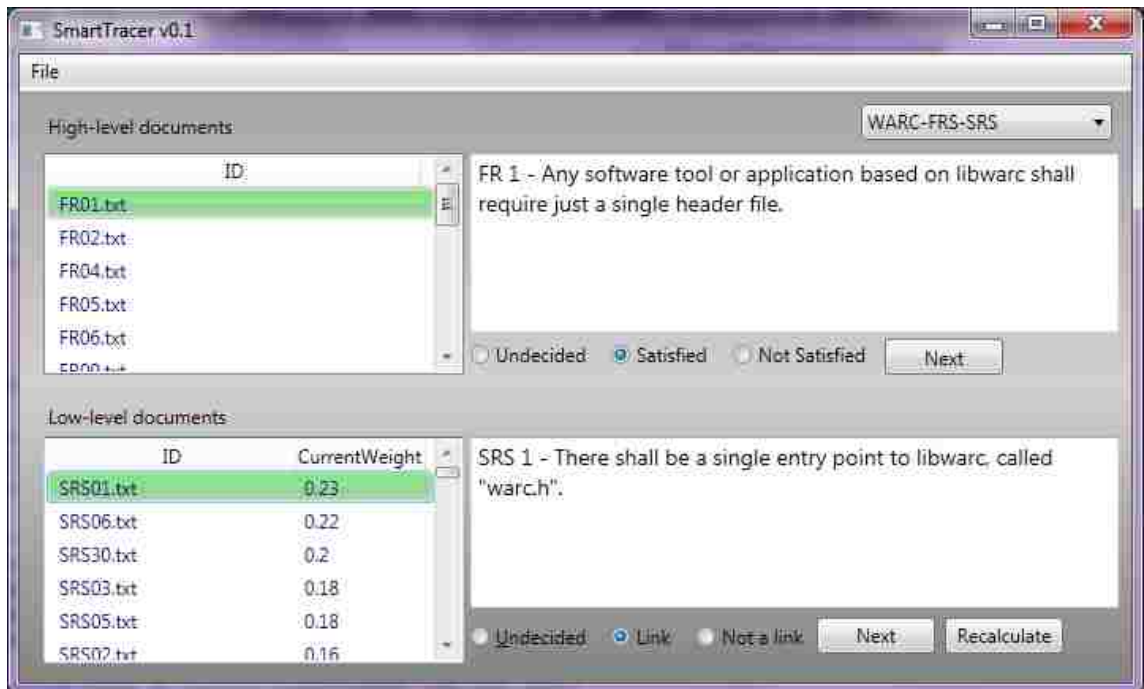 SmartTracer v0.1
File
High-level documents
WARC-FRS-SRS
ID
FR01.txt
FR02.txt
FR04.txt
FR05.txt
FR06.txt
FR 1 - Any software tool or application based on libwarc shall
require just a single header file.
Undecided Satisfied Not Satisfied Next
Low-level documents
ID CurrentWeight
SRS01.txt 0.23
SRS06.txt 0.22
SRS30.txt 0.2
SRS03.txt 0.18
SRS05.txt 0.18
SRS02.txt 0.16
SRS 1 - There shall be a single entry point to libwarc, called
"warc.h".
Undecided Link Not a link Next Recalculate